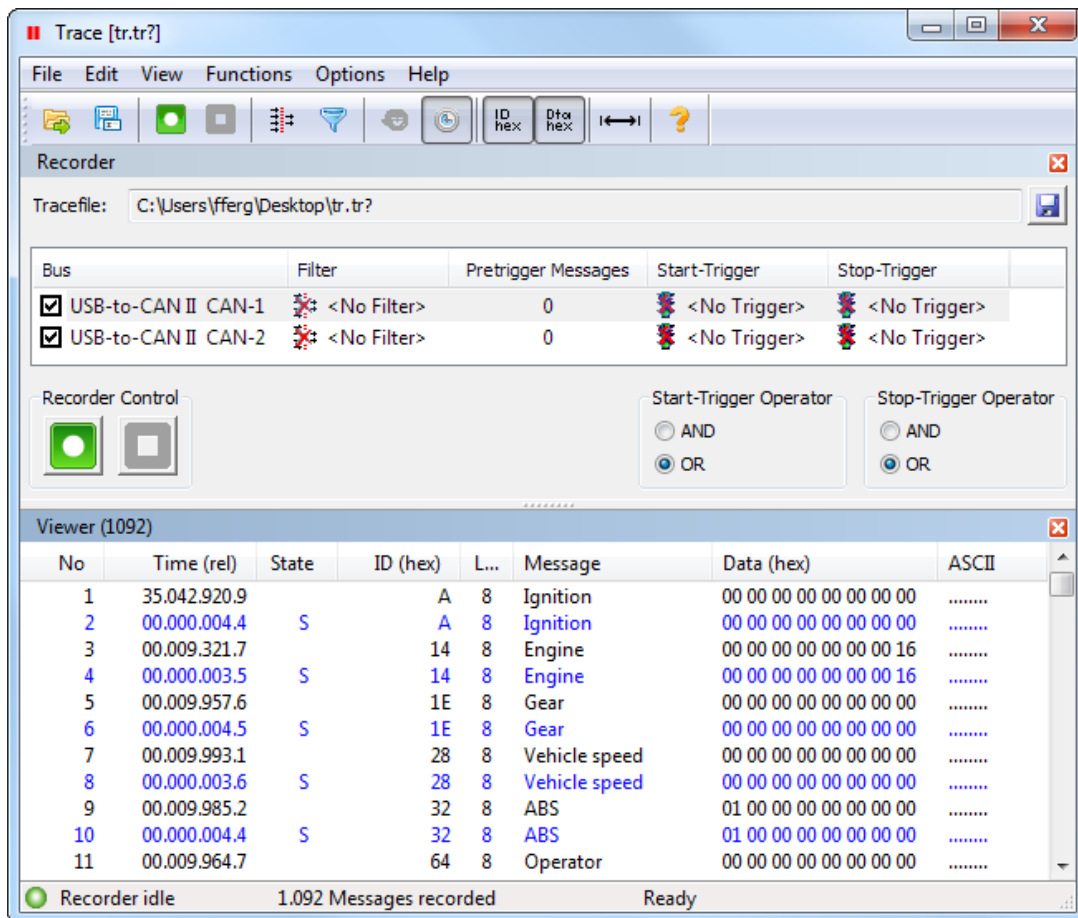 Trace [tr.tr?]
File Edit View Functions Options Help
ID hex Dta hex
Recorder
Tracefile: C:\Users\fferg\Desktop\tr.tr?
Bus Filter Pretrigger Messages Start-Trigger Stop-Trigger
USB-to-CAN II CAN-1 <No Filter> 0 <No Trigger> <No Trigger>
USB-to-CAN II CAN-2 <No Filter> 0 <No Trigger> <No Trigger>
Recorder Control Start-Trigger Operator Stop-Trigger Operator
AND AND
OR OR
Viewer (1092)
No Time (rel) State ID (hex) L... Message Data (hex) ASCII
1 35.042.920.9 A 8 Ignition 00 00 00 00 00 00 00 00 ........
2 00.000.004.4 S A 8 Ignition 00 00 00 00 00 00 00 00 ........
3 00.009.321.7 14 8 Engine 00 00 00 00 00 00 00 16 ........
4 00.000.003.5 S 14 8 Engine 00 00 00 00 00 00 00 16 ........
5 00.009.957.6 1E 8 Gear 00 00 00 00 00 00 00 00 ........
6 00.000.004.5 S 1E 8 Gear 00 00 00 00 00 00 00 00 ........
7 00.009.993.1 28 8 Vehicle speed 00 00 00 00 00 00 00 00 ........
8 00.000.003.6 S 28 8 Vehicle speed 00 00 00 00 00 00 00 00 ........
9 00.009.985.2 32 8 ABS 01 00 00 00 00 00 00 00 ........
10 00.000.004.4 S 32 8 ABS 01 00 00 00 00 00 00 00 ........
11 00.009.964.7 64 8 Operator 00 00 00 00 00 00 00 00 ........
Recorder idle 1.092 Messages recorded Ready